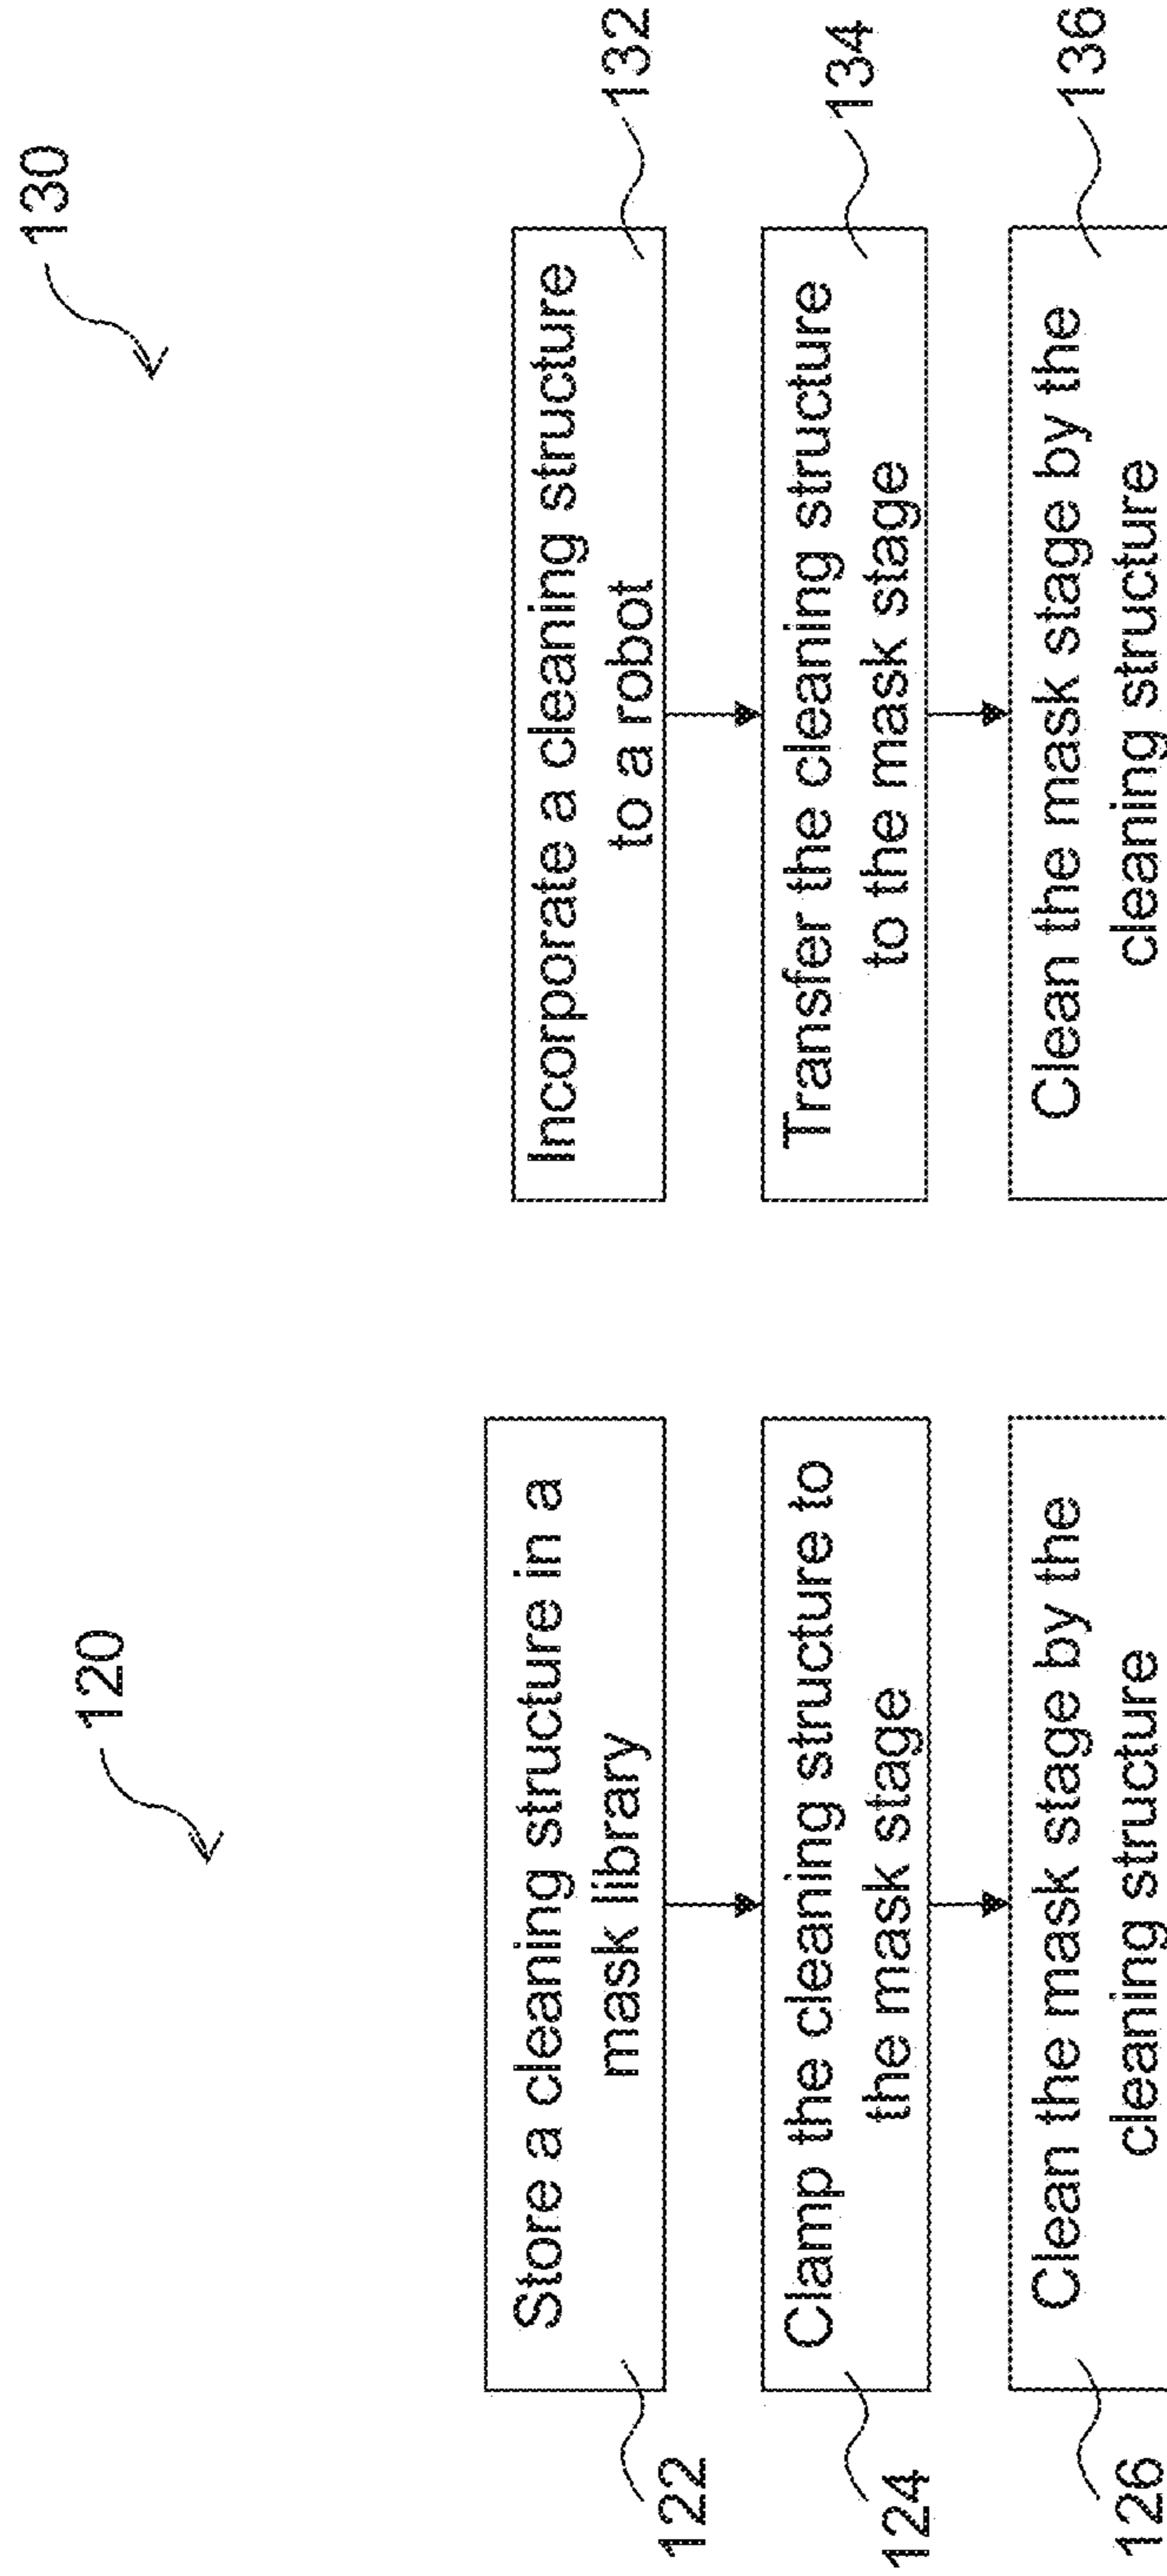 120
122
Store a cleaning structure in a
mask library
124
Clamp the cleaning structure to
the mask stage
126
Clean the mask stage by the
cleaning structure
130
Incorporate a cleaning structure
to a robot
132
Transfer the cleaning structure
to the mask stage
134
Clean the mask stage by the
cleaning structure
136